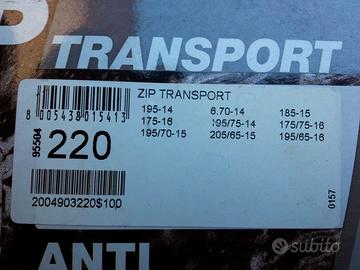 P
TRANSPORT
8 005438 015413
ZIP TRANSPORT
195-14 6.70-14 185-15
175-16 195/75-14 175/75-16
195/70-15 205/65-15 195/65-16
95504
220
2004903220$100
0157
ANTI
subito